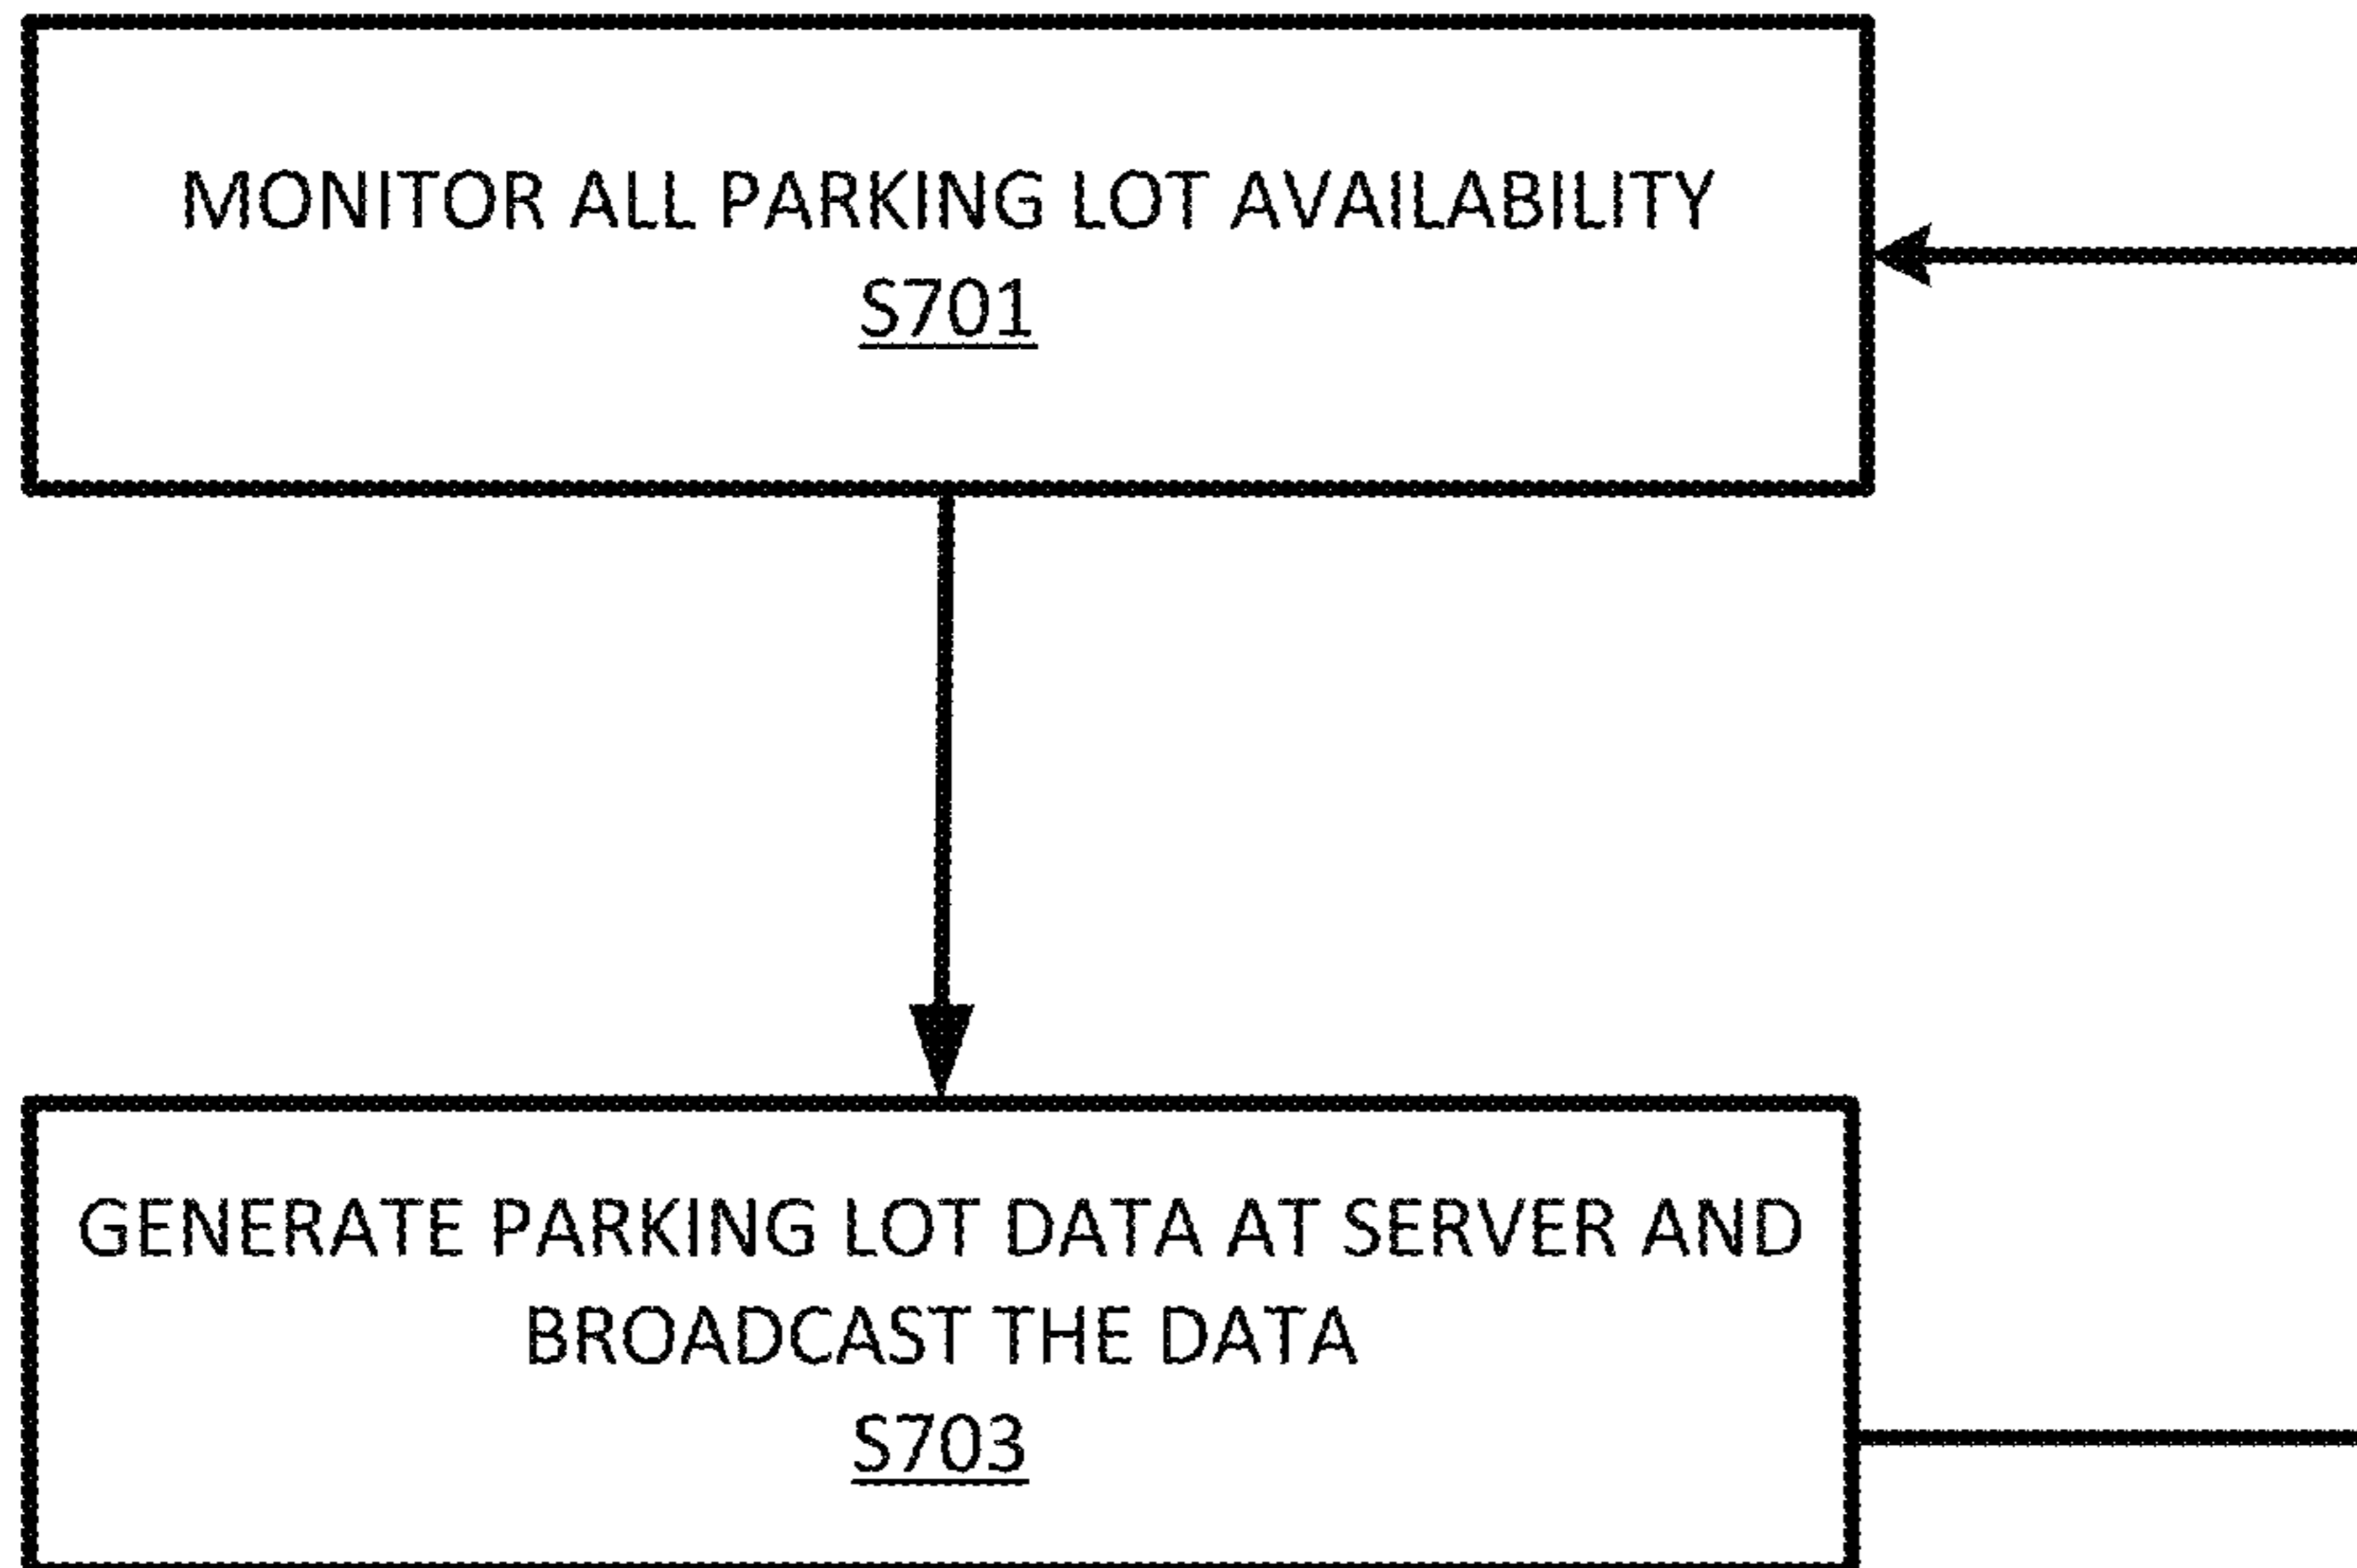 MONITOR ALL PARKING LOT AVAILABILITY
S701
GENERATE PARKING LOT DATA AT SERVER AND
BROADCAST THE DATA
S703